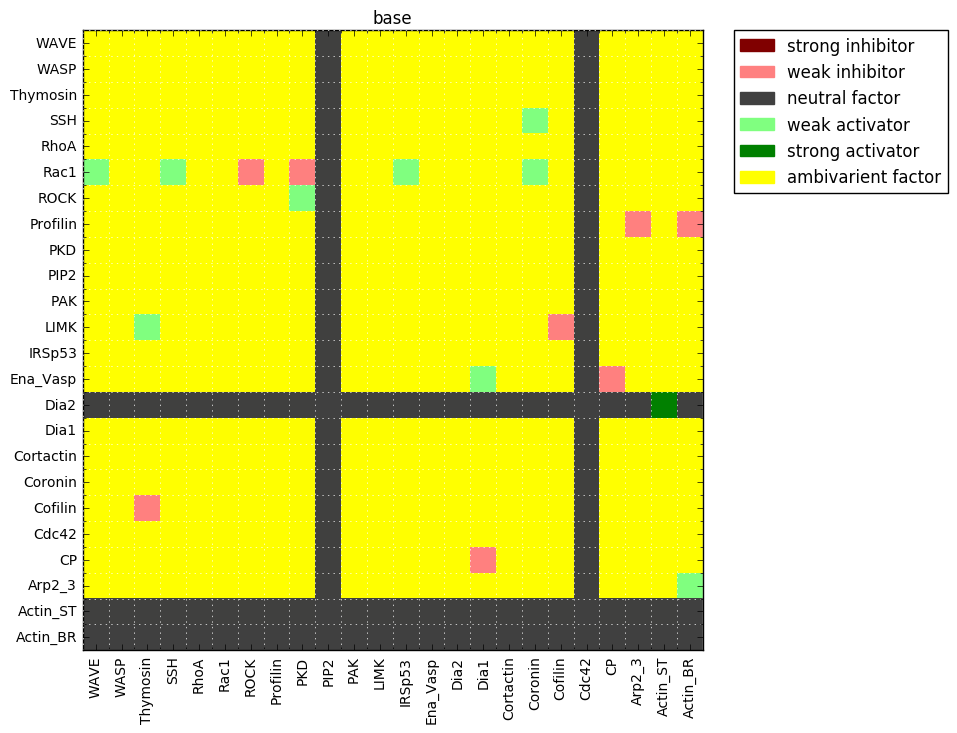 base
WAVE
WASP
Thymosin
SSH
RhoA
Rac1
ROCK
Profilin
PKD
PIP2
PAK
LIMK
IRSp53
Ena_Vasp
Dia2
Dia1
Cortactin
Coronin
Cofilin
Cdc42
CP
Arp2_3
Actin_ST
Actin_BR
WAVE
WASP
Thymosin
SSH
RhoA
Rac1
ROCK
Profilin
PKD
PIP2
PAK
LIMK
IRSp53
Ena_Vasp
Dia2
Dia1
Cortactin
Coronin
Cofilin
Cdc42
CP
Arp2_3
Actin_ST
Actin_BR
strong inhibitor
weak inhibitor
neutral factor
weak activator
strong activator
ambivarient factor